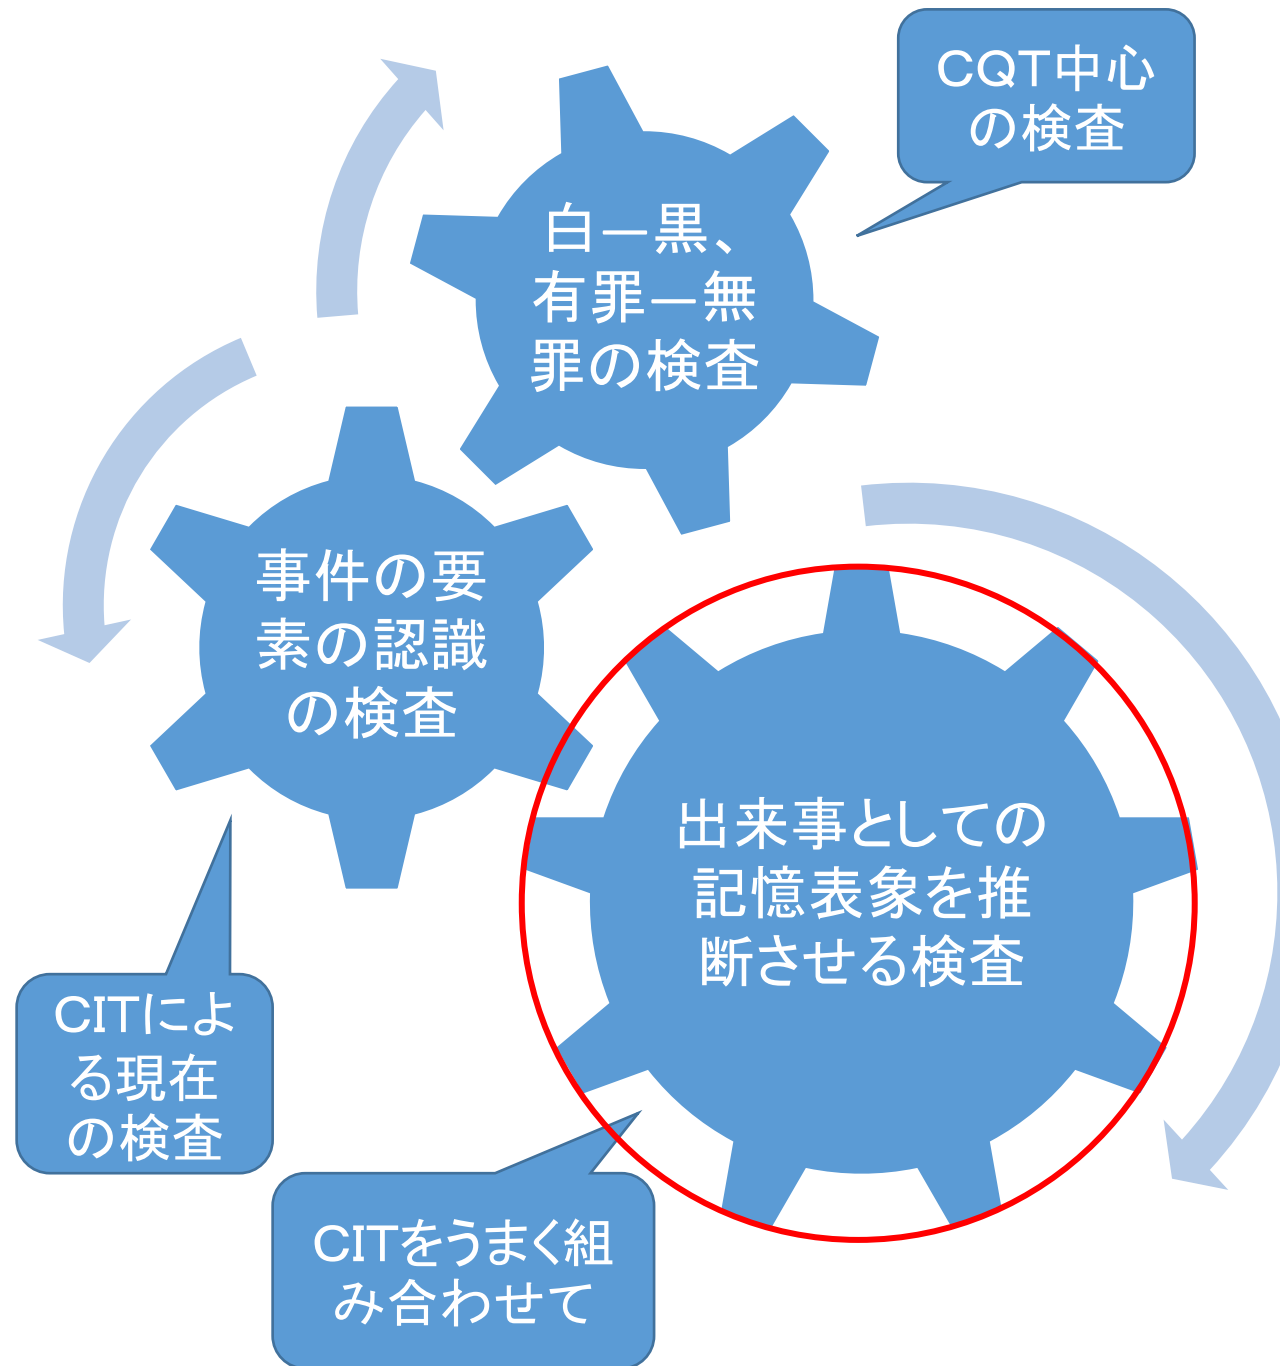 CQT中心
の検査
白―黒、
有罪―無
罪の検査
事件の要
素の認識
の検査
出来事としての
記憶表象を推
断させる検査
CITによ
る現在
の検査
CITをうまく組
み合わせて